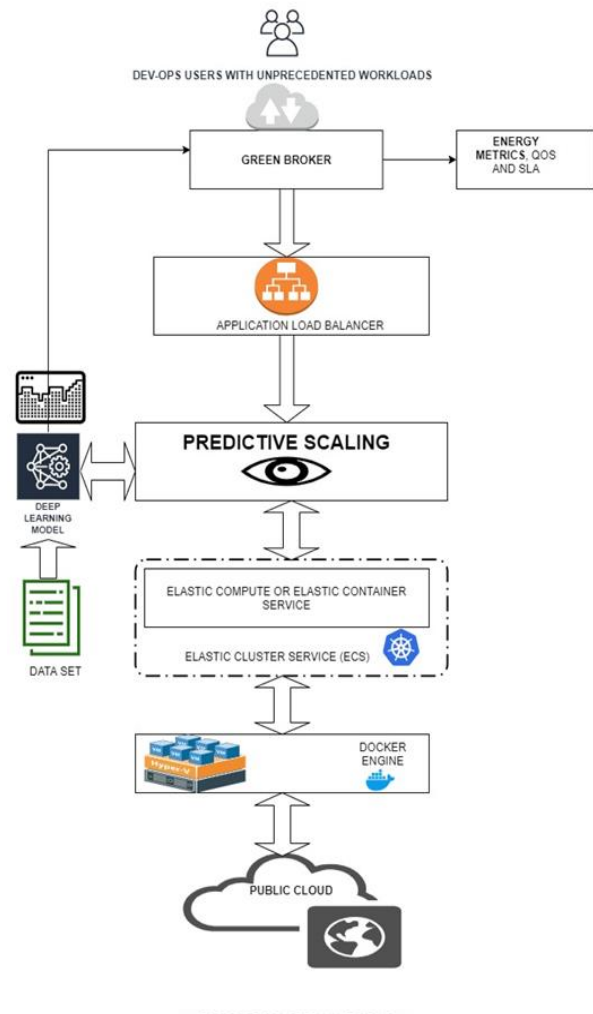 DEV-OPS USERS WITH UNPRECEDENTED WORKLOADS
GREEN BROKER
ENERGY
METRICS, QOS
AND SLA
APPLICATION LOAD BALANCER
PREDICTIVE SCALING
DEEP
LEARNING
MODEL
ELASTIC COMPUTE OR ELASTIC CONTAINER
SERVICE
ELASTIC CLUSTER SERVICE (ECS)
DATA SET
Hyper-V
DOCKER
ENGINE
PUBLIC CLOUD